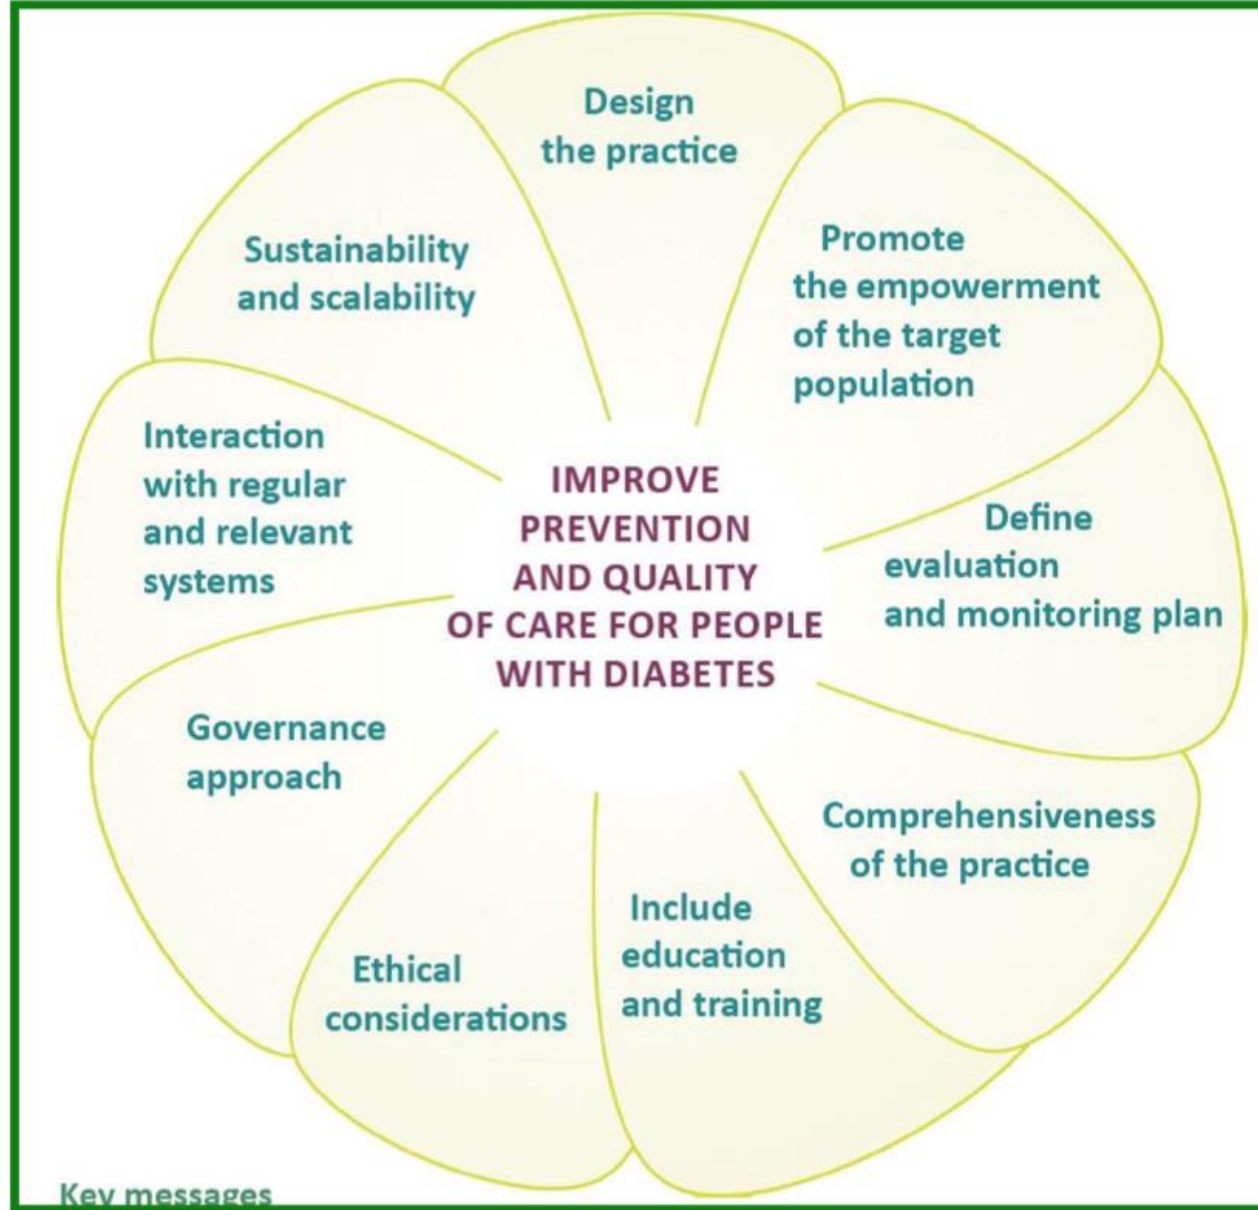 Design
the practice
Promote
the empowerment
of the target
population
Define
evaluation
and monitoring plan
Comprehensiveness
of the practice
Include
education
and training
Ethical
considerations
Governance
approach
Interaction
with regular
and relevant
systems
Sustainability
and scalability
IMPROVE
PREVENTION
AND QUALITY
OF CARE FOR PEOPLE
WITH DIABETES
Key messages